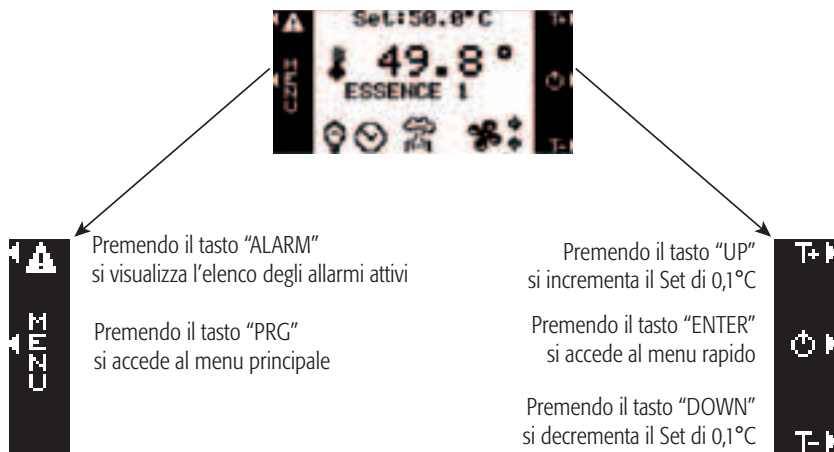 Set:50.0°C
T+
MENU
49.8°
ESSENCE 1
T-
Premendo il tasto “ALARM”
si visualizza l’elenco degli allarmi attivi
MENU
Premendo il tasto “PRG”
si accede al menu principale
Premendo il tasto “UP”
si incrementa il Set di 0,1°C
T+
Premendo il tasto “ENTER”
si accede al menu rapido
Premendo il tasto “DOWN”
si decrementa il Set di 0,1°C
T-